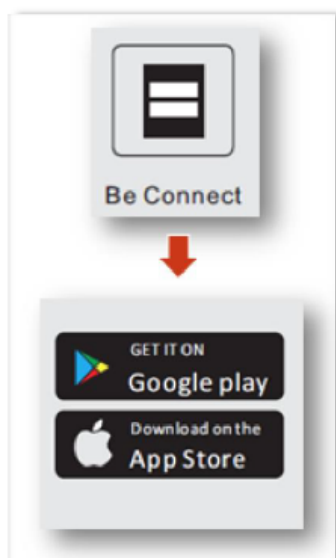 Be Connect
GET IT ON
Google play
Download on the
App Store